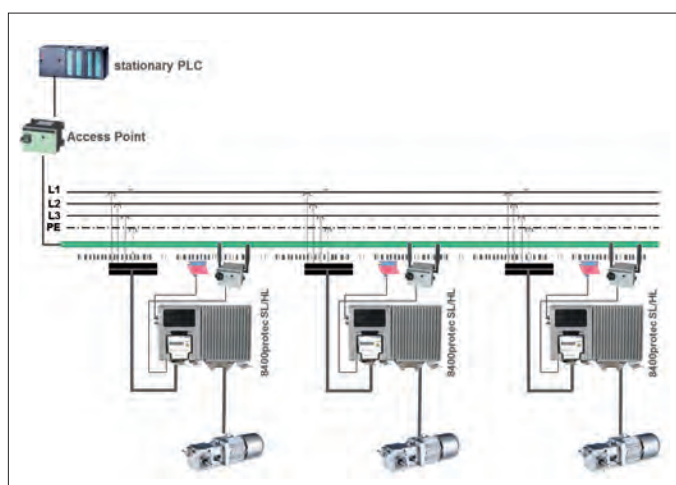 stationary PLC
Access Point
L1
L2
L3
PE
8400protec SL/HL
8400protec SL/HL
8400protec SL/HL